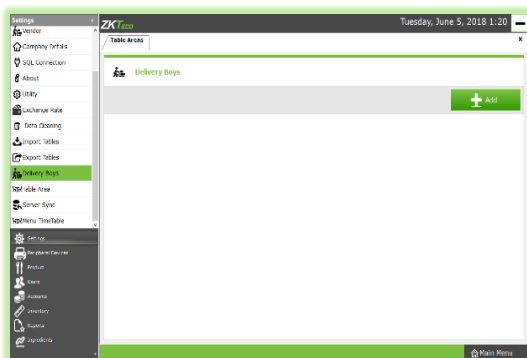 Settings
Vendor
Company Details
SQL Connection
About
Utility
Exchange Rate
Data Cleaning
Import Tables
Export Tables
Delivery Boys
Table Area
Server Sync
Menu TimeTable
Settings
Peripheral Devices
Product
Users
Accounts
Inventory
Reports
Ingredients
ZKTeco
Tuesday, June 5, 2018 1:20
Table Areas
x
Delivery Boys
Add
Main Menu